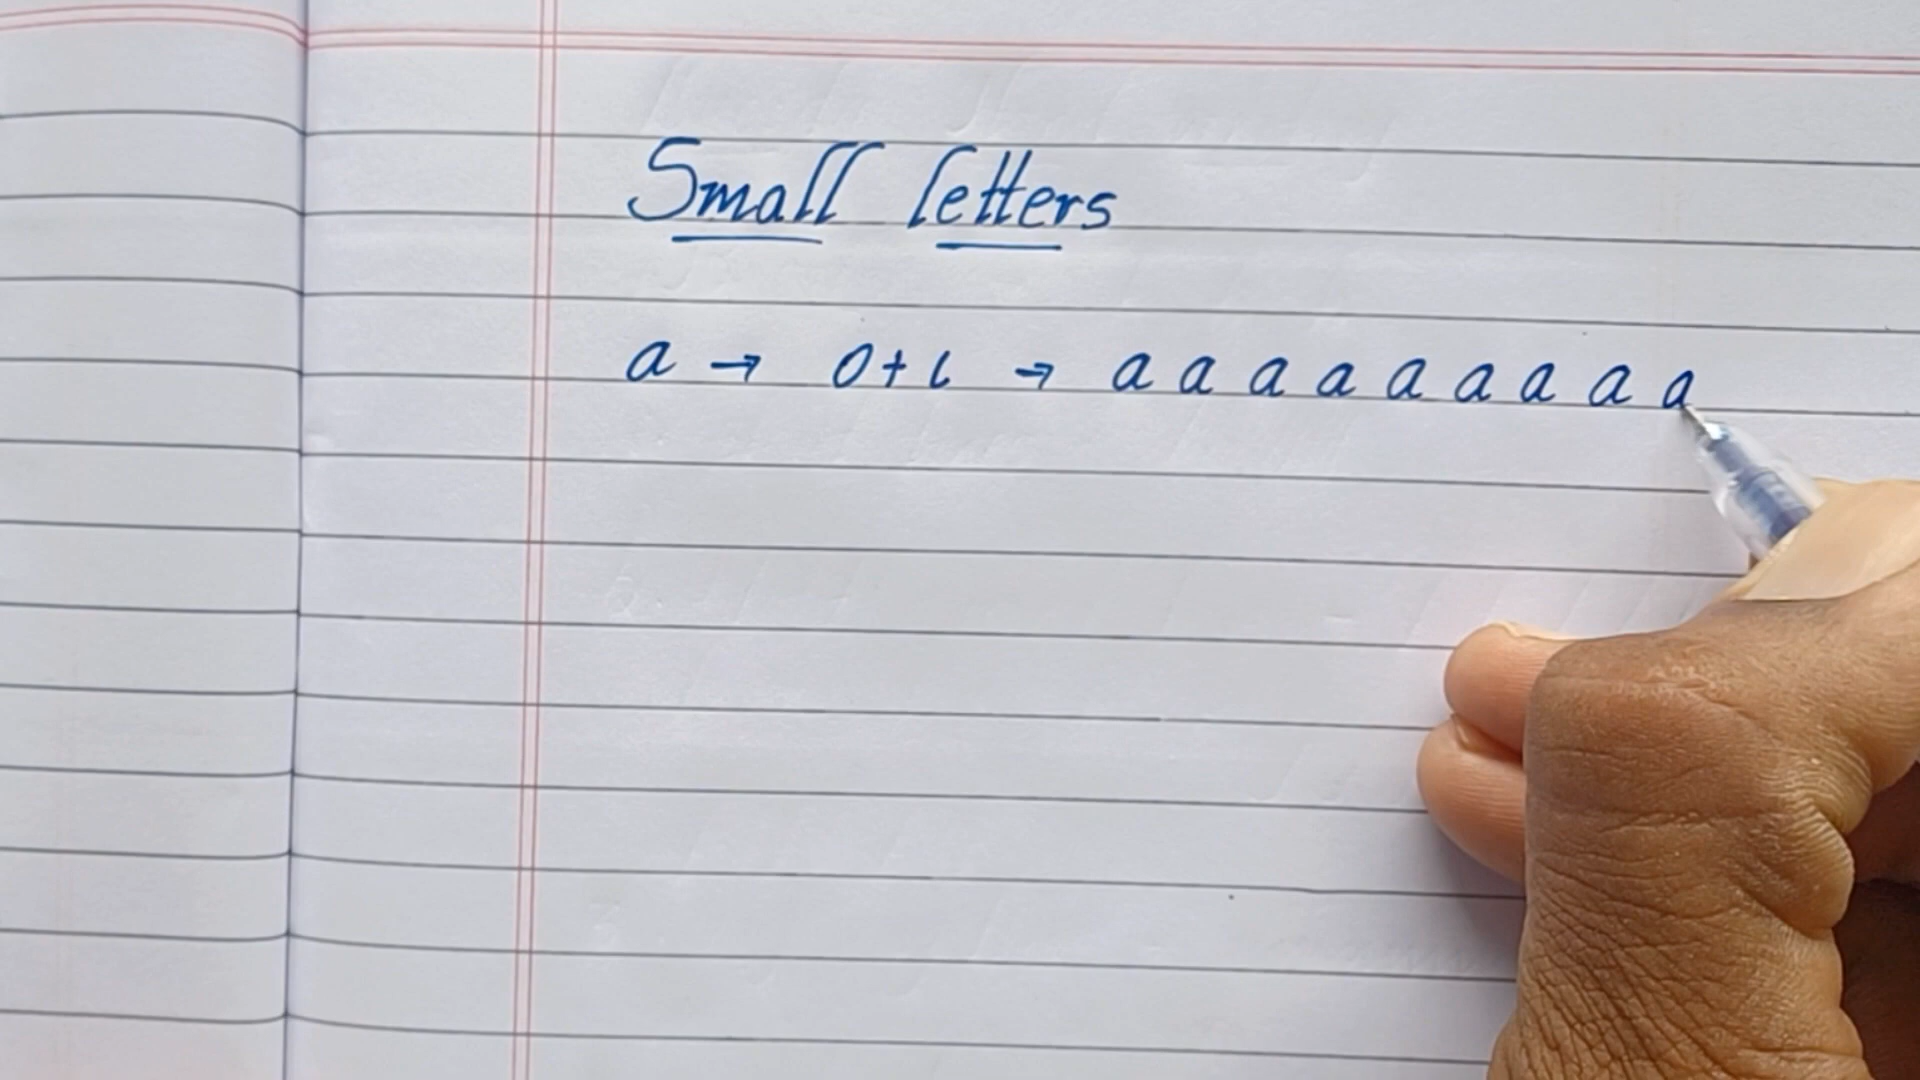 Small letters
a → o + ι → a a a a a a a a a